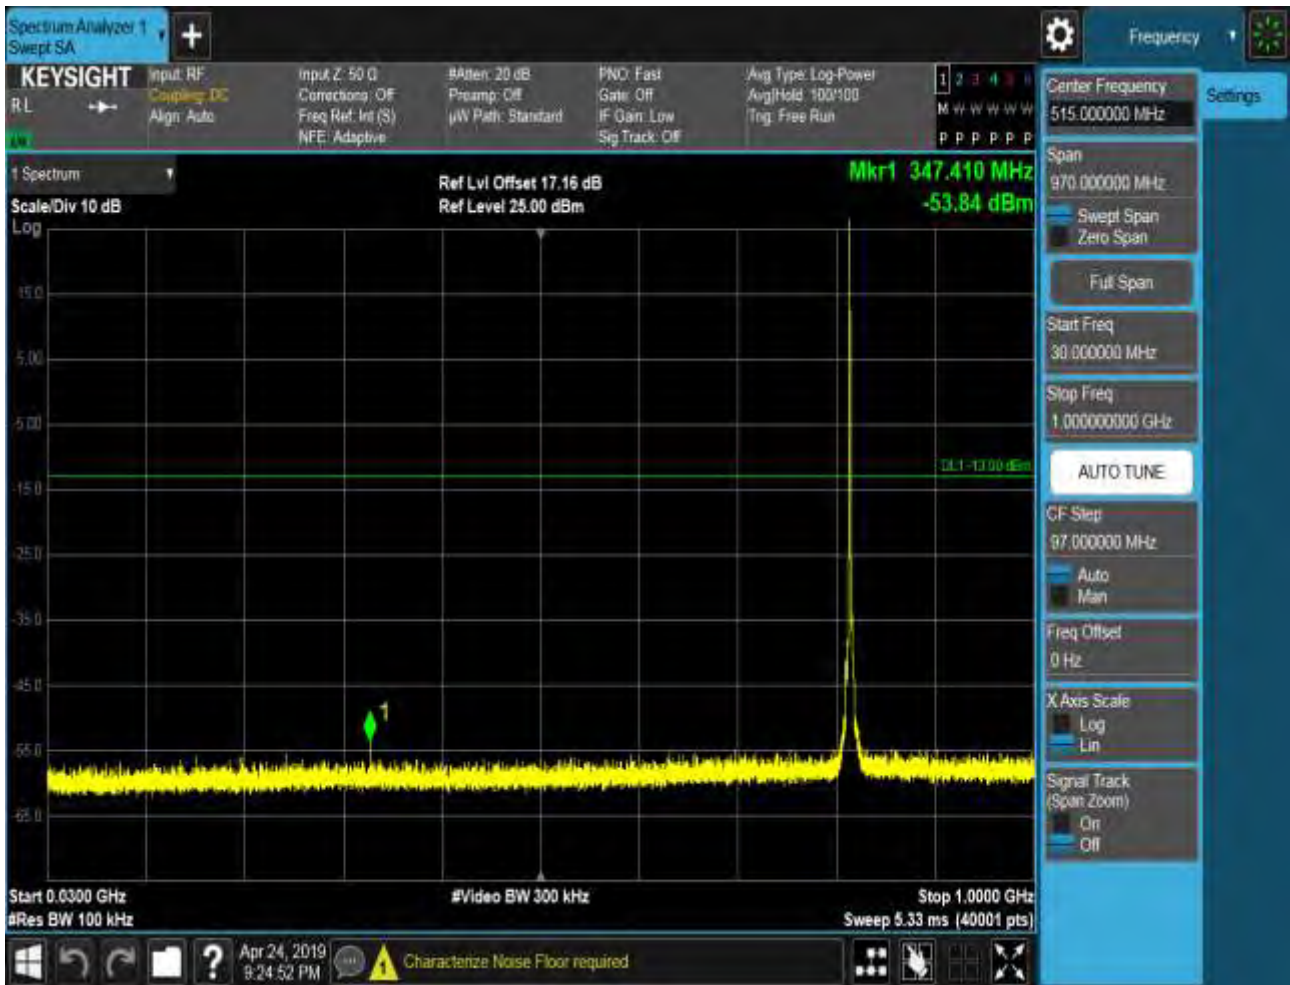 Spectrum Analyzer 1
Swept SA
Frequency
KEYSIGHT
R L
Input: RF
Coupling: DC
Align: Auto
Input Z: 50 Ω
Corrections: Off
Freq Ref: Int (S)
NFE: Adaptive
#Atten: 20 dB
Preamp: Off
µW Path: Standard
PNO: Fast
Gate: Off
IF Gain: Low
Sig Track: Off
Avg Type: Log-Power
Avg|Hold: 100/100
Trig: Free Run
1 2 3 4 5 6
M W W W W W
P P P P P P
Center Frequency
515.000000 MHz
Settings
Span
970.000000 MHz
Swept Span
Zero Span
Full Span
Start Freq
30.000000 MHz
Stop Freq
1.000000000 GHz
AUTO TUNE
CF Step
97.000000 MHz
Auto
Man
Freq Offset
0 Hz
X Axis Scale
Log
Lin
Signal Track
(Span Zoom)
On
Off
1 Spectrum
Scale/Div 10 dB
Log
Ref Lvl Offset 17.16 dB
Ref Level 25.00 dBm
Mkr1 347.410 MHz
-53.84 dBm
15.0
5.00
-5.00
DL1 -13.00 dBm
-15.0
-25.0
-35.0
-45.0
1
-55.0
-65.0
Start 0.0300 GHz
#Video BW 300 kHz
Stop 1.0000 GHz
#Res BW 100 kHz
Sweep 5.33 ms (40001 pts)
?
Apr 24, 2019
9:24:52 PM
1
Characterize Noise Floor required